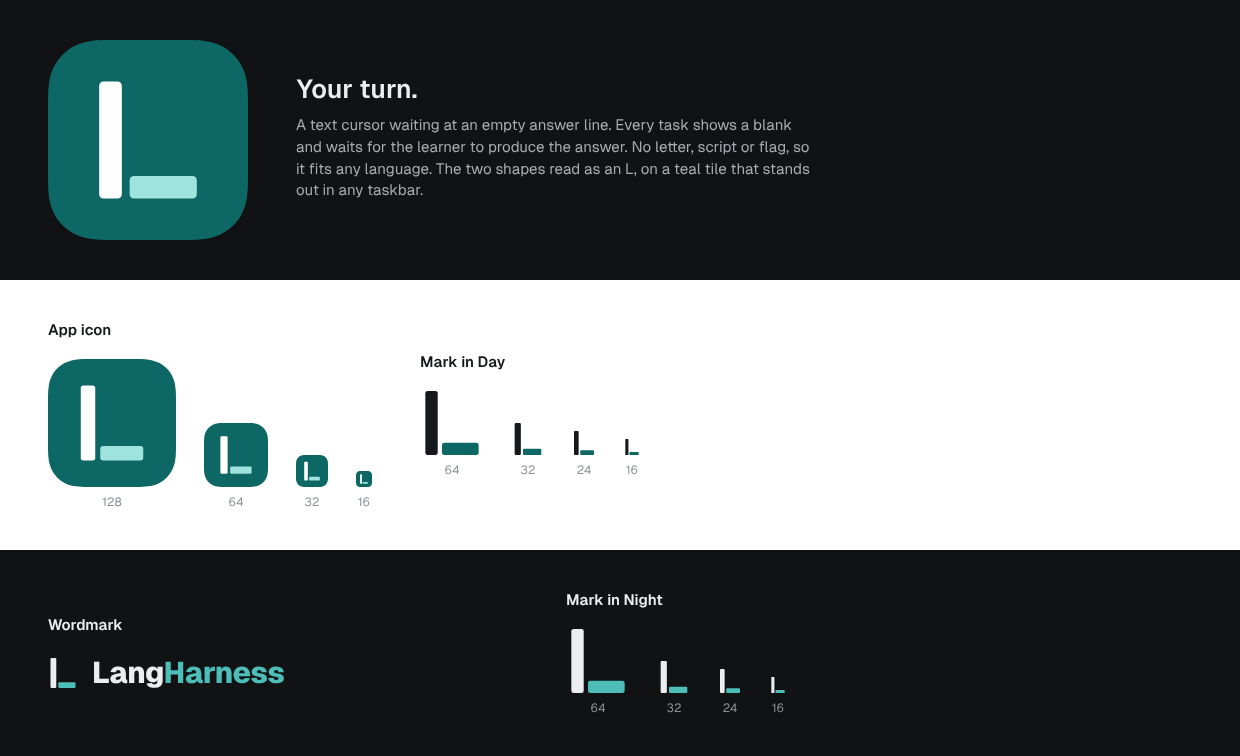 Your turn.
A text cursor waiting at an empty answer line. Every task shows a blank
and waits for the learner to produce the answer. No letter, script or flag, so
it fits any language. The two shapes read as an L, on a teal tile that stands
out in any taskbar.
App icon
128
64
32
16
Mark in Day
64
32
24
16
Wordmark
LangHarness
Mark in Night
64
32
24
16